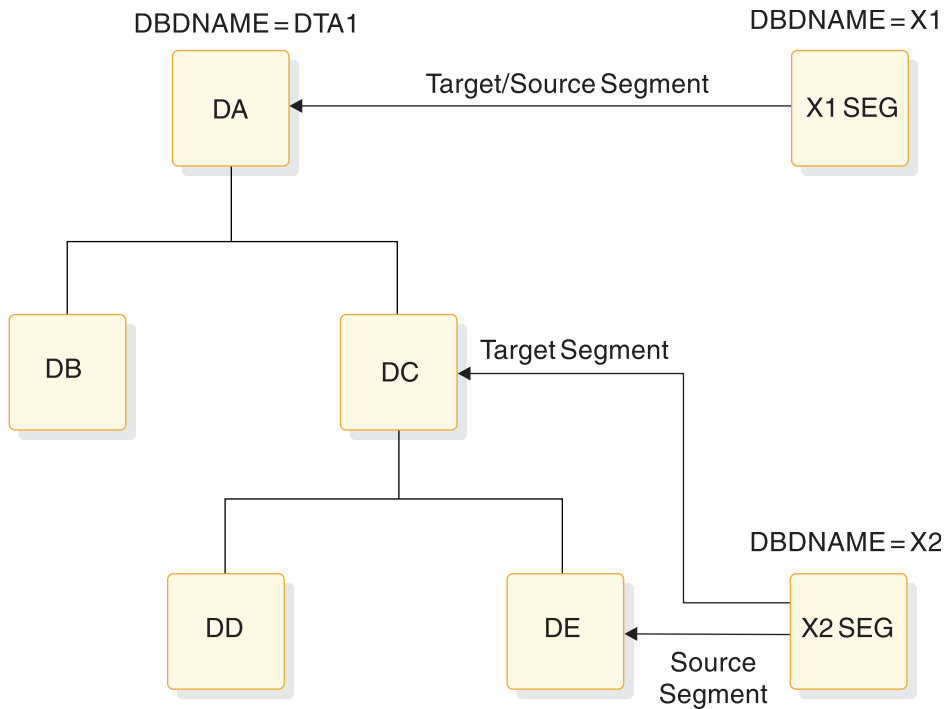 DBDNAME = DTA1
DBDNAME = X1
DA
Target/Source Segment
X1 SEG
DB
DC
Target Segment
DBDNAME = X2
DD
DE
X2 SEG
Source
Segment